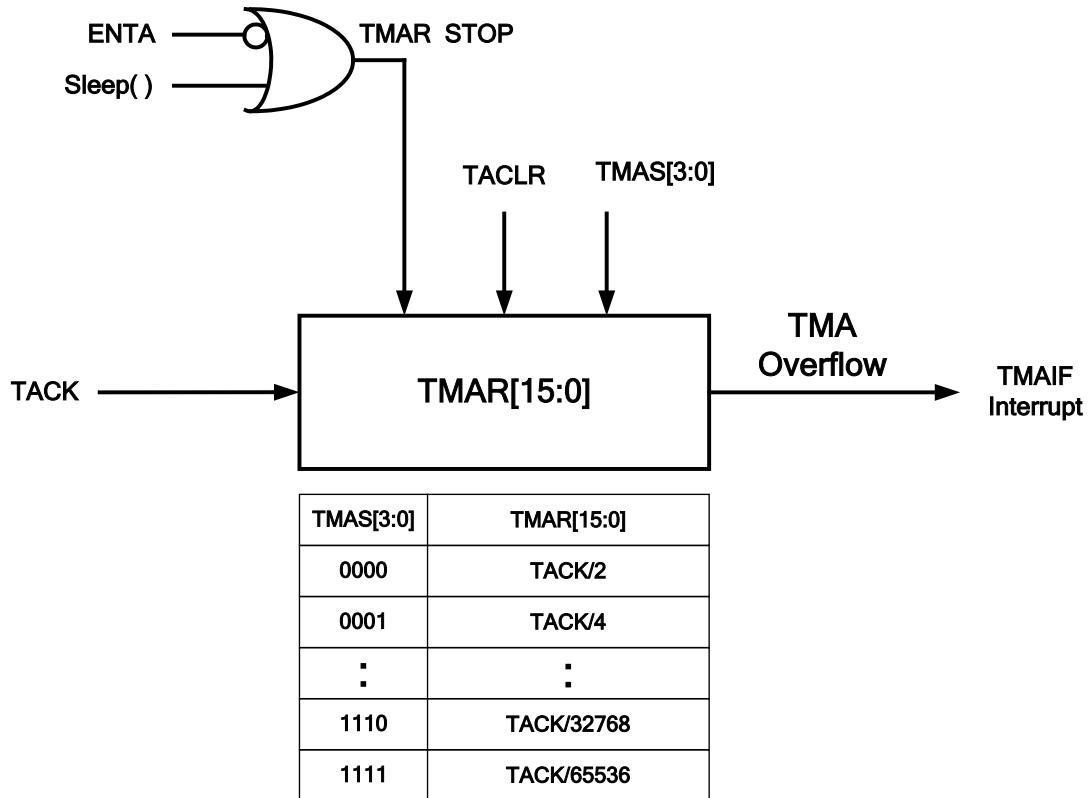 ENTA
TMAR STOP
Sleep( )
TACLR
TMAS[3:0]
TACK
TMAR[15:0]
TMA
Overflow
TMAIF
Interrupt
TMAS[3:0] TMAR[15:0]
0000 TACK/2
0001 TACK/4
: :
1110 TACK/32768
1111 TACK/65536